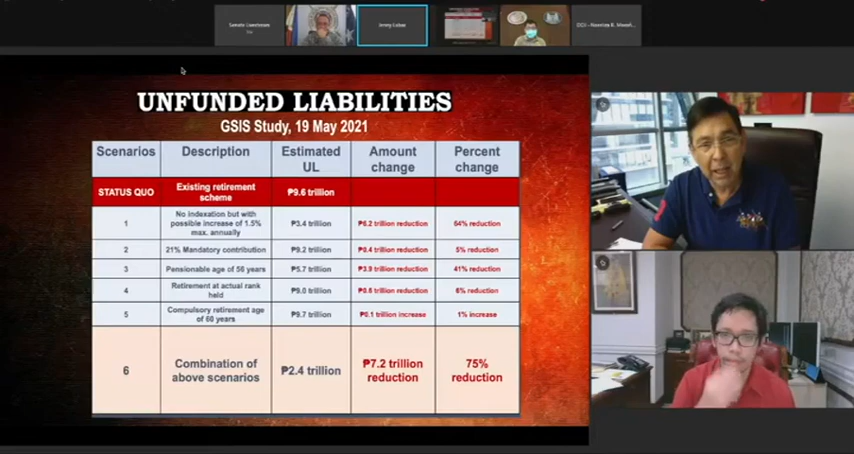 Senate Livestream
Jenny Lobas
UNFUNDED LIABILITIES
GSIS Study, 19 May 2021
Scenarios Description Estimated UL Amount change Percent change
STATUS QUO Existing retirement scheme ₱9.6 trillion
1 No indexation but with possible increase of 1.5% max. annually ₱3.4 trillion ₱6.2 trillion reduction 64% reduction
2 21% Mandatory contribution ₱9.2 trillion ₱0.4 trillion reduction 5% reduction
3 Pensionable age of 56 years ₱5.7 trillion ₱3.9 trillion reduction 41% reduction
4 Retirement at actual rank held ₱9.0 trillion ₱0.6 trillion reduction 6% reduction
5 Compulsory retirement age of 60 years ₱9.7 trillion ₱0.1 trillion increase 1% increase
6 Combination of above scenarios ₱2.4 trillion ₱7.2 trillion reduction 75% reduction